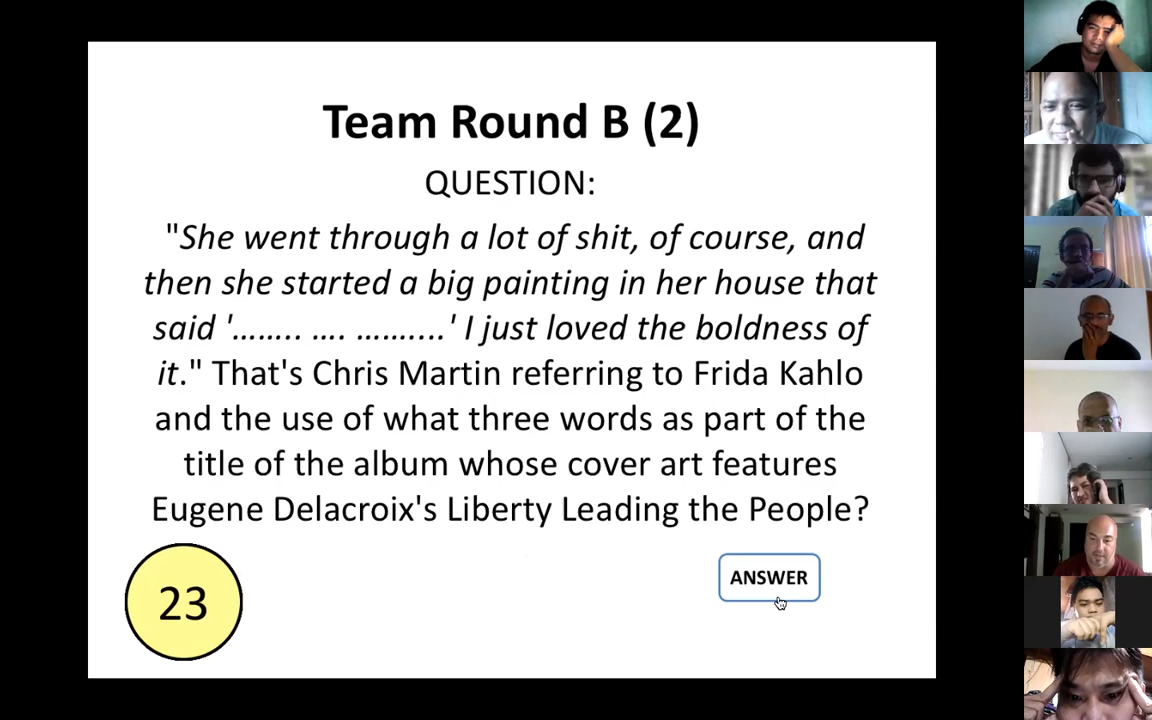 Team Round B (2)
QUESTION:
"She went through a lot of shit, of course, and
then she started a big painting in her house that
said '…….. …. ……....' I just loved the boldness of
it." That's Chris Martin referring to Frida Kahlo
and the use of what three words as part of the
title of the album whose cover art features
Eugene Delacroix's Liberty Leading the People?
23
ANSWER